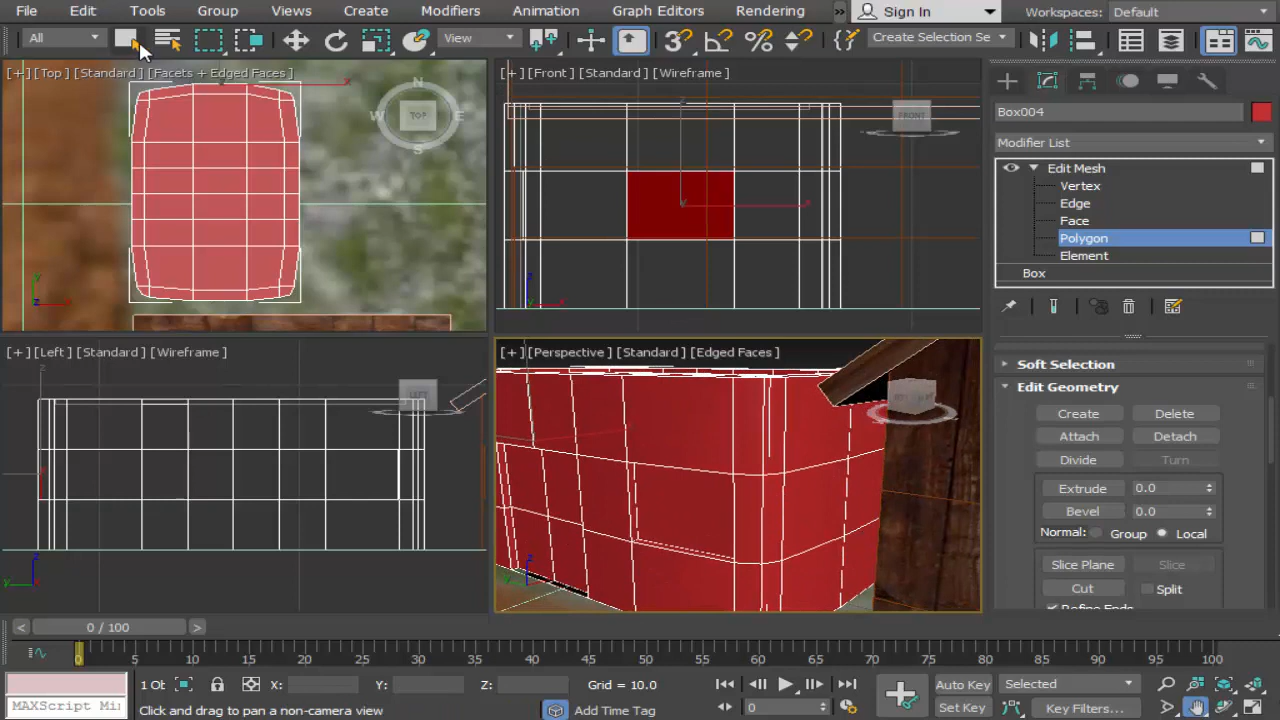 File Edit Tools Group Views Create Modifiers Animation Graph Editors Rendering » Sign In Workspaces: Default
All View Create Selection Se
[+] [Top] [Standard] [Facets + Edged Faces]
N
W TOP E
S
[+] [Front] [Standard] [Wireframe]
FRONT
[+] [Left] [Standard] [Wireframe]
LEFT
[+] [Perspective] [Standard] [Edged Faces]
Box004
Modifier List
Edit Mesh
Vertex
Edge
Face
Polygon
Element
Box
Soft Selection
Edit Geometry
Create Delete
Attach Detach
Divide Turn
Extrude 0.0
Bevel 0.0
Normal: Group Local
Slice Plane Slice
Cut Split
Refine Ends
< 0 / 100 >
0 5 10 15 20 25 30 35 40 45 50 55 60 65 70 75 80 85 90 95 100
1 Ob X: Y: Z: Grid = 10.0 Auto Key Selected
MAXScript Mi Click and drag to pan a non-camera view Add Time Tag 0 Set Key Key Filters...